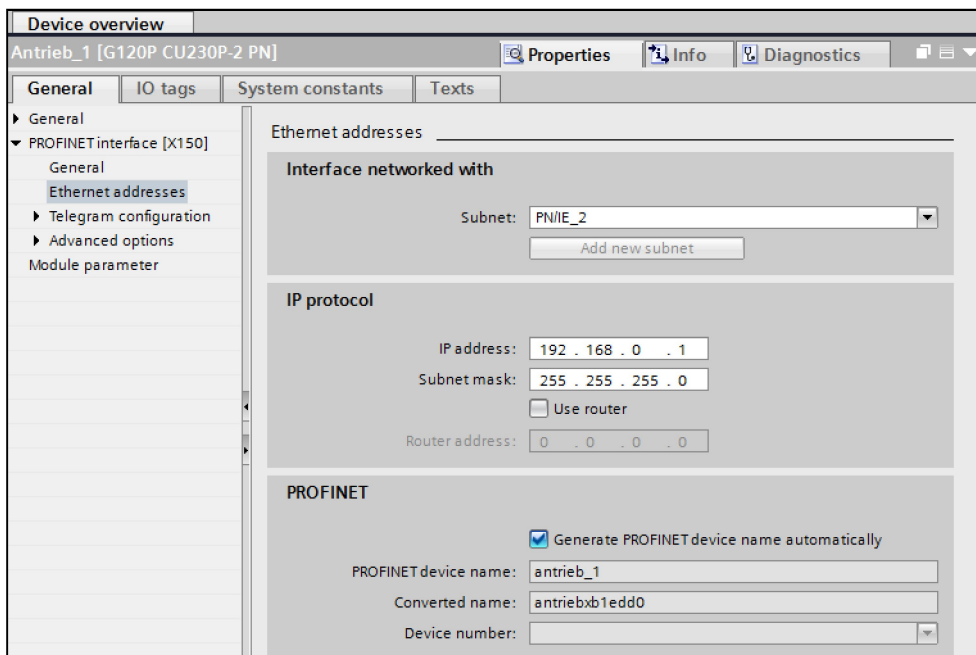 Device overview
Antrieb_1 [G120P CU230P-2 PN]
Properties
Info
Diagnostics
General
IO tags
System constants
Texts
General
PROFINET interface [X150]
General
Ethernet addresses
Telegram configuration
Advanced options
Module parameter
Ethernet addresses
Interface networked with
Subnet: PN/IE_2
Add new subnet
IP protocol
IP address: 192 . 168 . 0 . 1
Subnet mask: 255 . 255 . 255 . 0
Use router
Router address: 0 . 0 . 0 . 0
PROFINET
Generate PROFINET device name automatically
PROFINET device name: antrieb_1
Converted name: antriebxb1edd0
Device number: